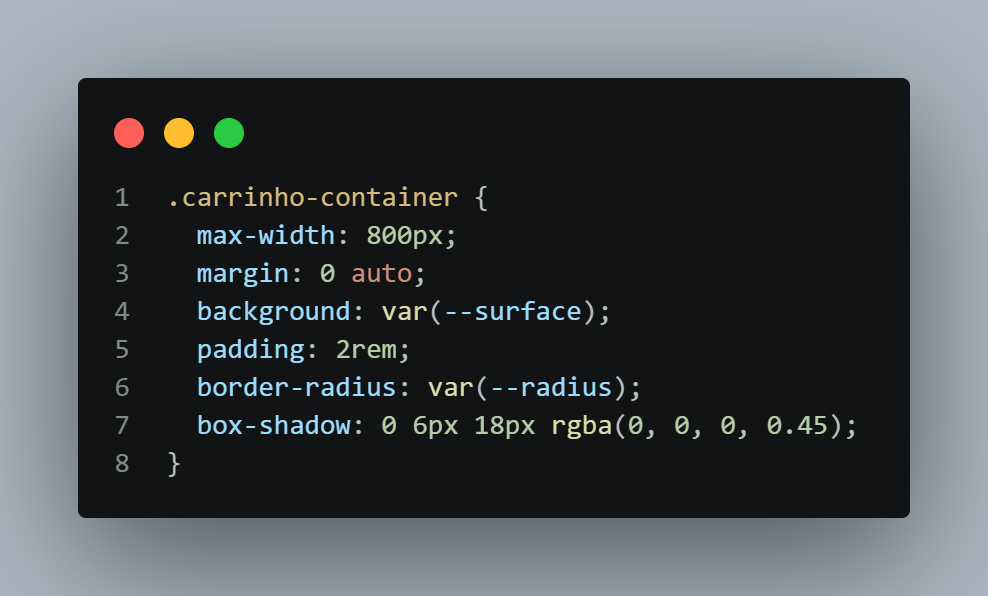 1 .carrinho-container {
2   max-width: 800px;
3   margin: 0 auto;
4   background: var(--surface);
5   padding: 2rem;
6   border-radius: var(--radius);
7   box-shadow: 0 6px 18px rgba(0, 0, 0, 0.45);
8 }